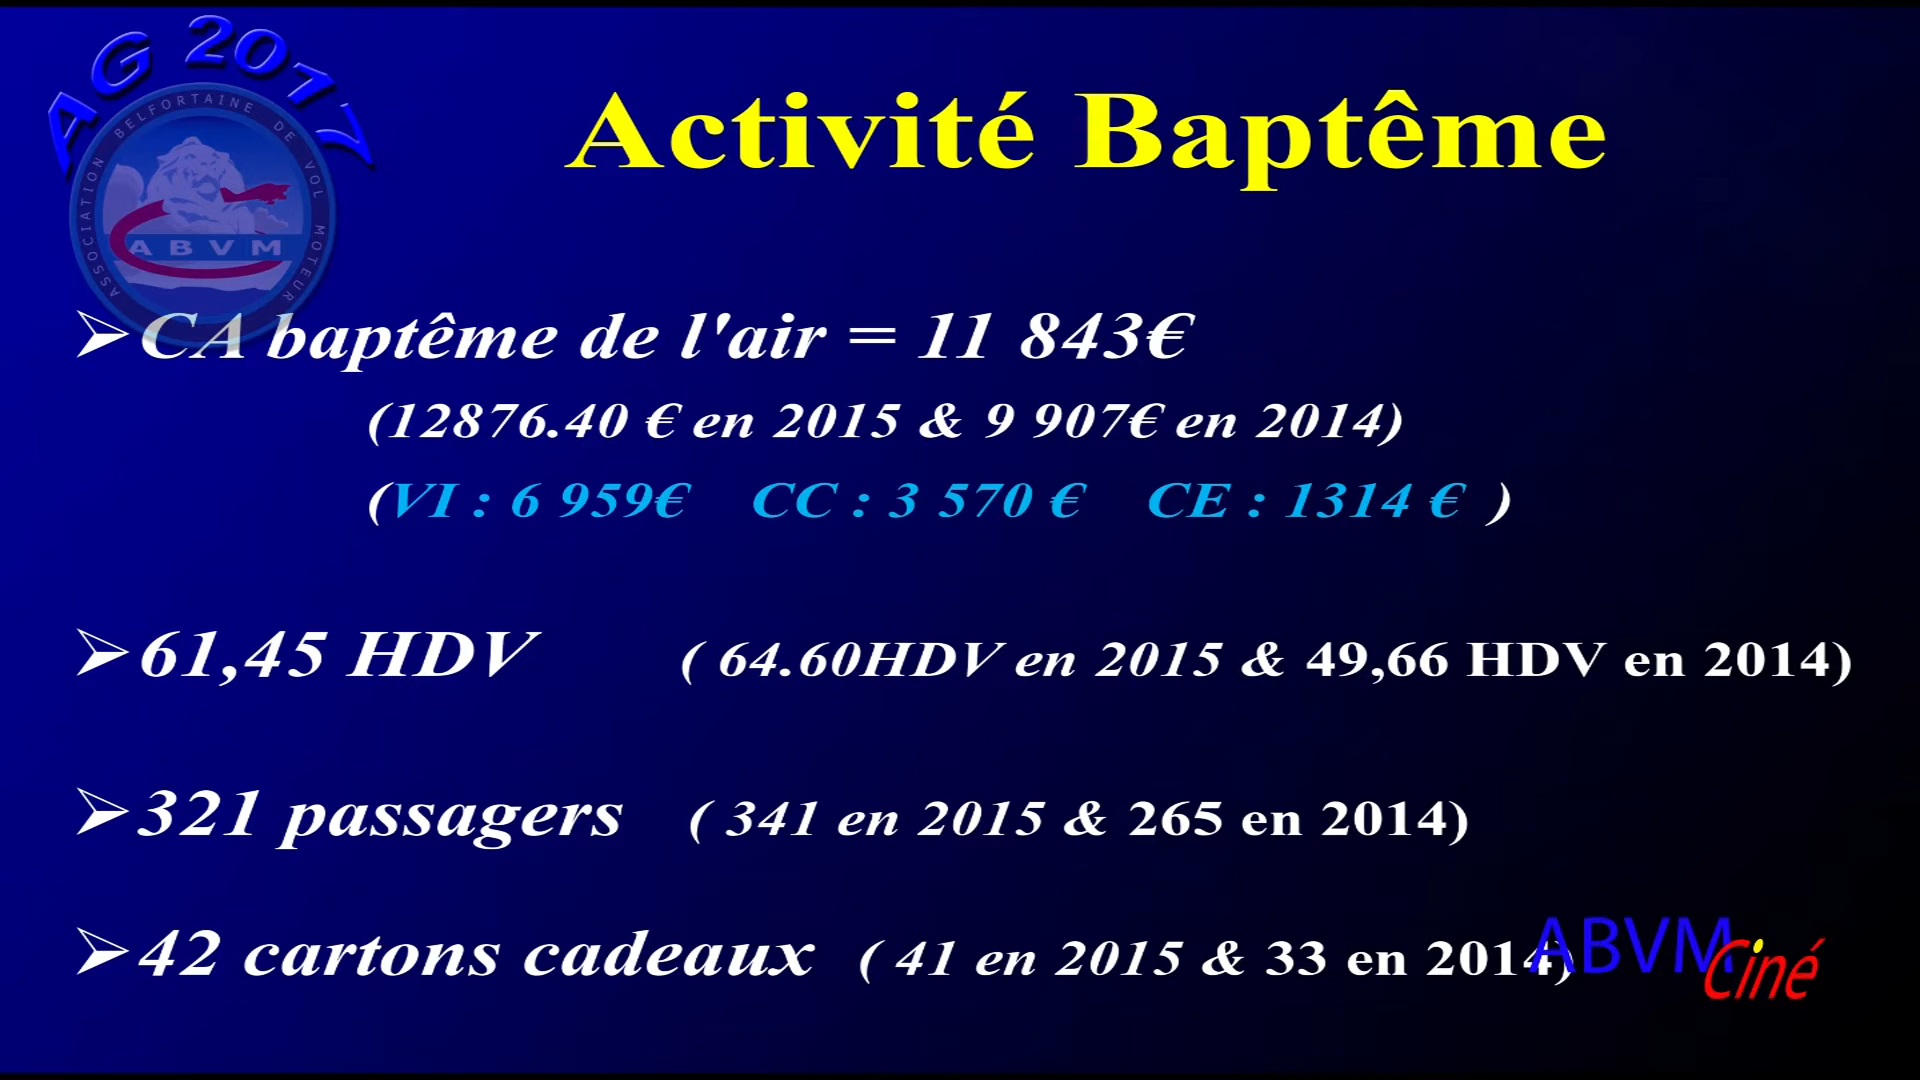 AG 2017
ASSOCIATION BELFORTAINE DE VOL MOTEUR
ABVM
Activité Baptême
➢CA baptême de l'air = 11 843€
(12876.40 € en 2015 & 9 907€ en 2014)
(VI : 6 959€ CC : 3 570 € CE : 1314 € )
➢61,45 HDV ( 64.60HDV en 2015 & 49,66 HDV en 2014)
➢321 passagers ( 341 en 2015 & 265 en 2014)
➢42 cartons cadeaux ( 41 en 2015 & 33 en 2014)
ABVM Ciné